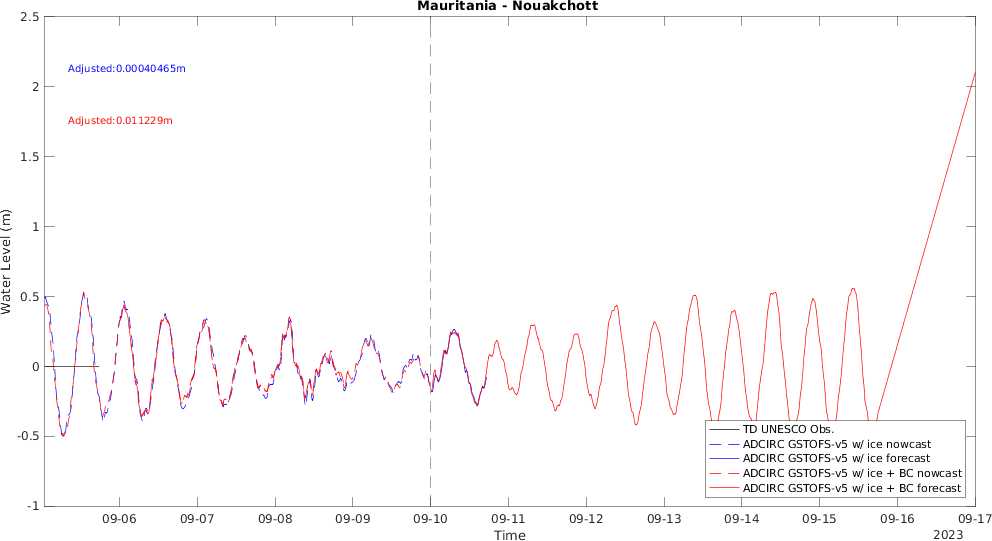 Mauritania - Nouakchott
2.5
2
1.5
1
0.5
0
-0.5
-1
Water Level (m)
Adjusted:0.00040465m
Adjusted:0.011229m
TD UNESCO Obs.
ADCIRC GSTOFS-v5 w/ ice nowcast
ADCIRC GSTOFS-v5 w/ ice forecast
ADCIRC GSTOFS-v5 w/ ice + BC nowcast
ADCIRC GSTOFS-v5 w/ ice + BC forecast
09-06 09-07 09-08 09-09 09-10 09-11 09-12 09-13 09-14 09-15 09-16 09-17
Time
2023